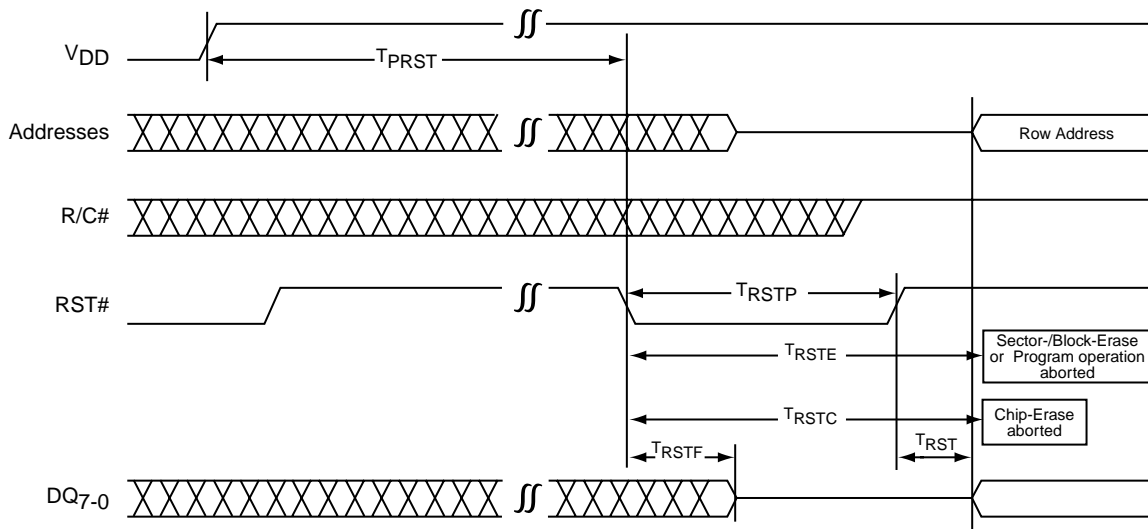 VDD
TPRST
Addresses
Row Address
R/C#
RST#
TRSTP
TRSTE
Sector-/Block-Erase
or Program operation
aborted
TRSTC
Chip-Erase
aborted
TRSTF
TRST
DQ7-0